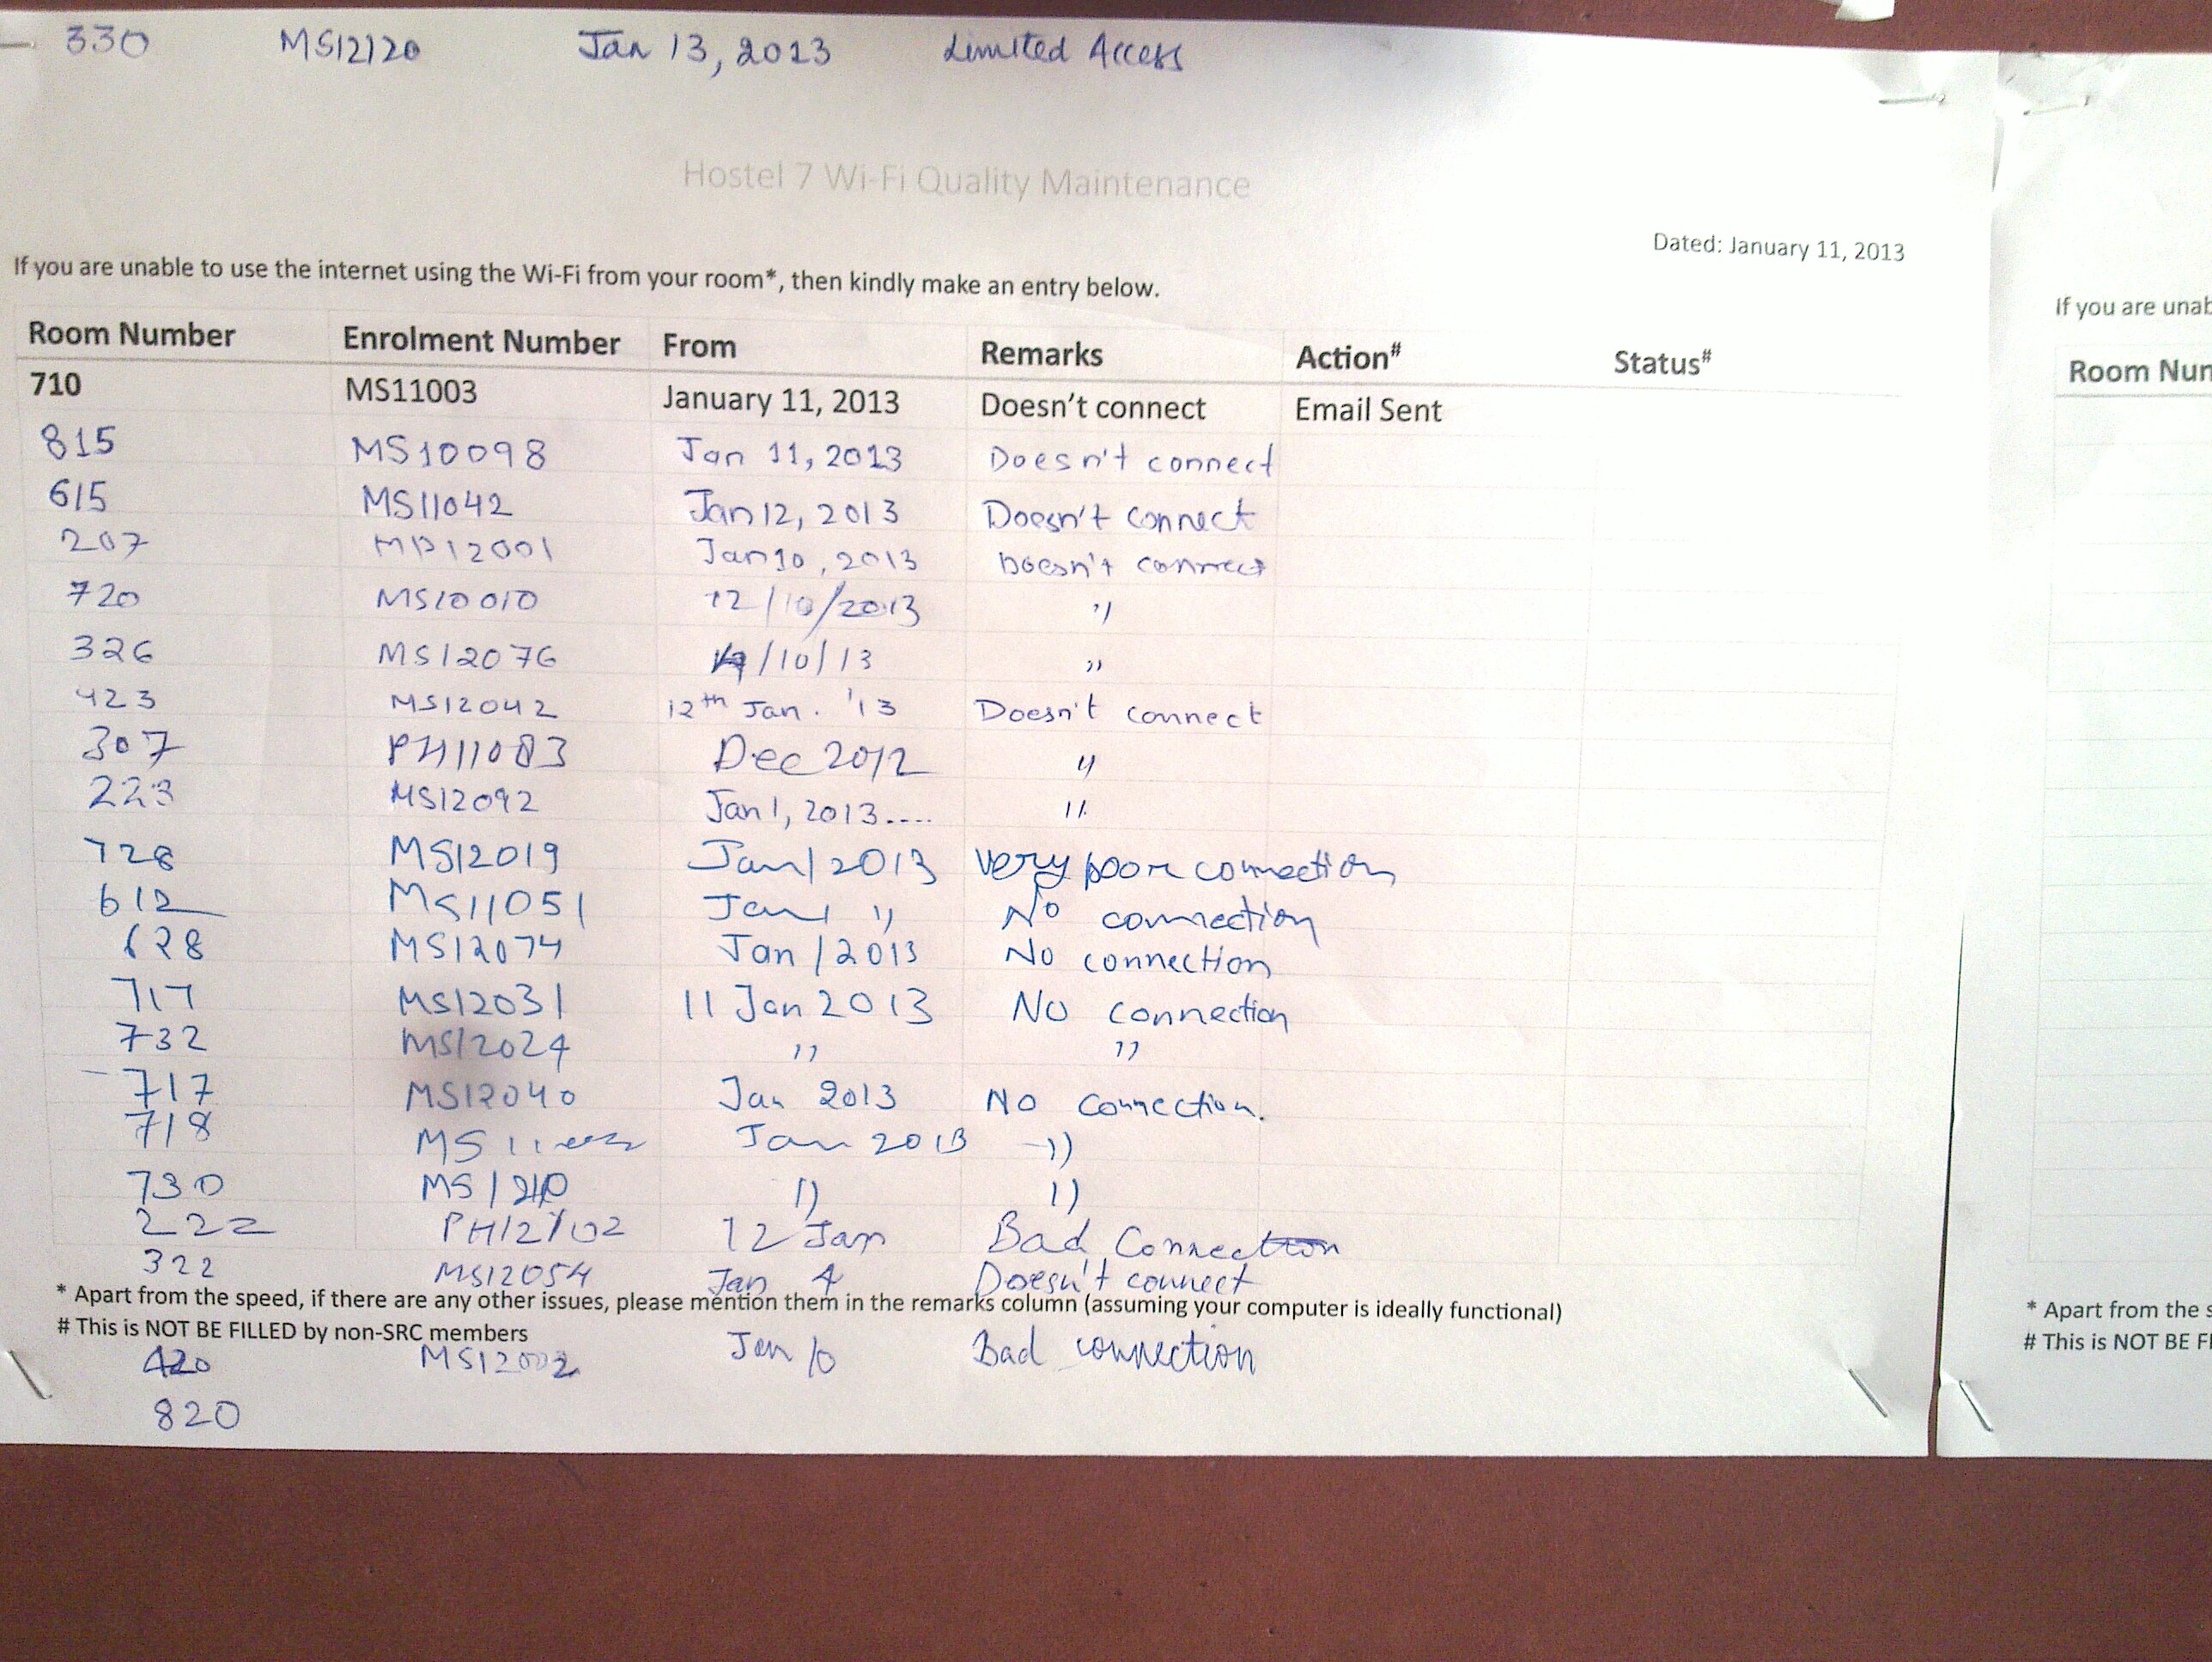 330 MS12120 Jan 13, 2013 Limited Access
Hostel 7 Wi-Fi Quality Maintenance
Dated: January 11, 2013
If you are unable to use the internet using the Wi-Fi from your room*, then kindly make an entry below.
Room Number Enrolment Number From Remarks Action# Status#
710 MS11003 January 11, 2013 Doesn't connect Email Sent
815 MS10098 Jan 11, 2013 Doesn't connect
615 MS11042 Jan 12, 2013 Doesn't connect
207 MP12001 Jan 10, 2013 Doesn't connect
720 MS10010 12/10/2013 "
326 MS12076 /10/13 "
423 MS12042 12th Jan. '13 Doesn't connect
307 PH11083 Dec 2012 "
223 MS12092 Jan 1, 2013.... "
728 MS12019 Jan/2013 very poor connection
612 MS11051 Jan " No connection
628 MS12074 Jan/2013 No connection
717 MS12031 11 Jan 2013 No connection
732 MS12024 " "
717 MS12040 Jan 2013 No connection.
718 Jan 2013 -"
730 " "
222 PH12102 12 Jan Bad Connection
322 MS12054 Jan 4 Doesn't connect
* Apart from the speed, if there are any other issues, please mention them in the remarks column (assuming your computer is ideally functional)
# This is NOT BE FILLED by non-SRC members
420 MS12002 Jan 10 Bad connection
820
If you are unab
Room Num
* Apart from the s
# This is NOT BE FI